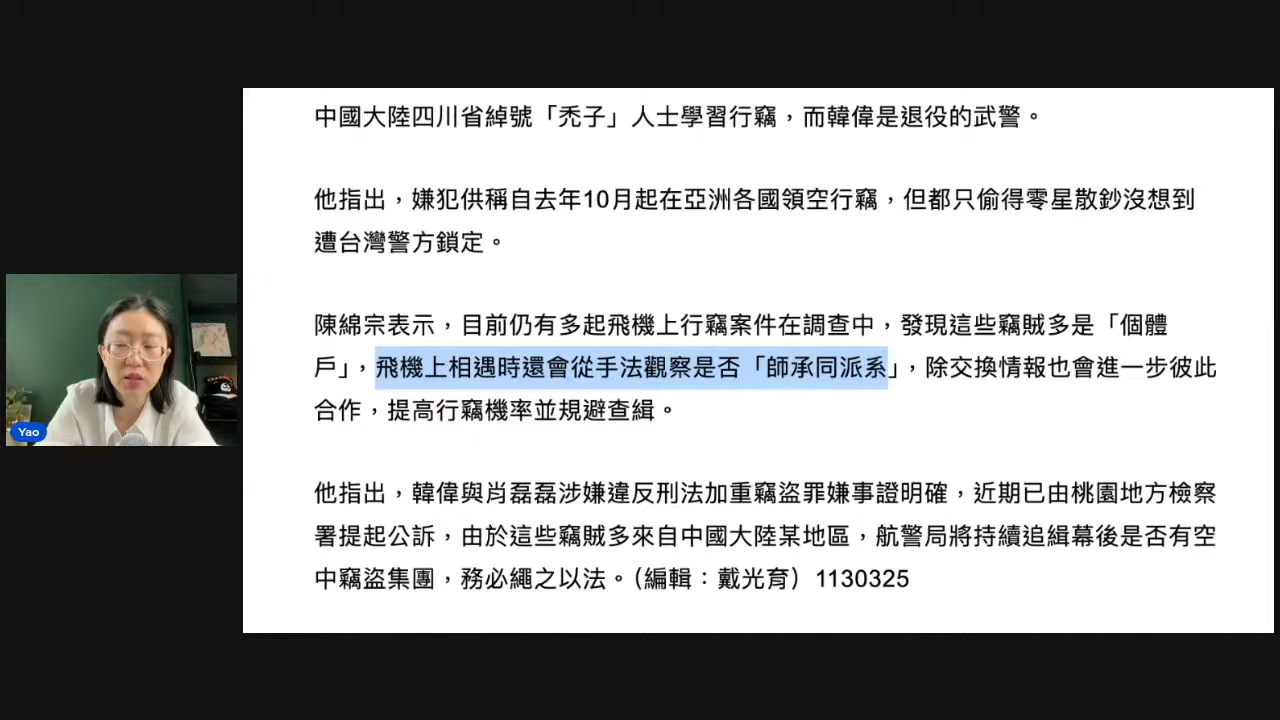 中國大陸四川省綽號「禿子」人士學習行竊，而韓偉是退役的武警。
他指出，嫌犯供稱自去年10月起在亞洲各國領空行竊，但都只偷得零星散鈔沒想到
遭台灣警方鎖定。
陳綿宗表示，目前仍有多起飛機上行竊案件在調查中，發現這些竊賊多是「個體
戶」，飛機上相遇時還會從手法觀察是否「師承同派系」，除交換情報也會進一步彼此
合作，提高行竊機率並規避查緝。
他指出，韓偉與肖磊磊涉嫌違反刑法加重竊盜罪嫌事證明確，近期已由桃園地方檢察
署提起公訴，由於這些竊賊多來自中國大陸某地區，航警局將持續追緝幕後是否有空
中竊盜集團，務必繩之以法。（編輯：戴光育）1130325
Yao